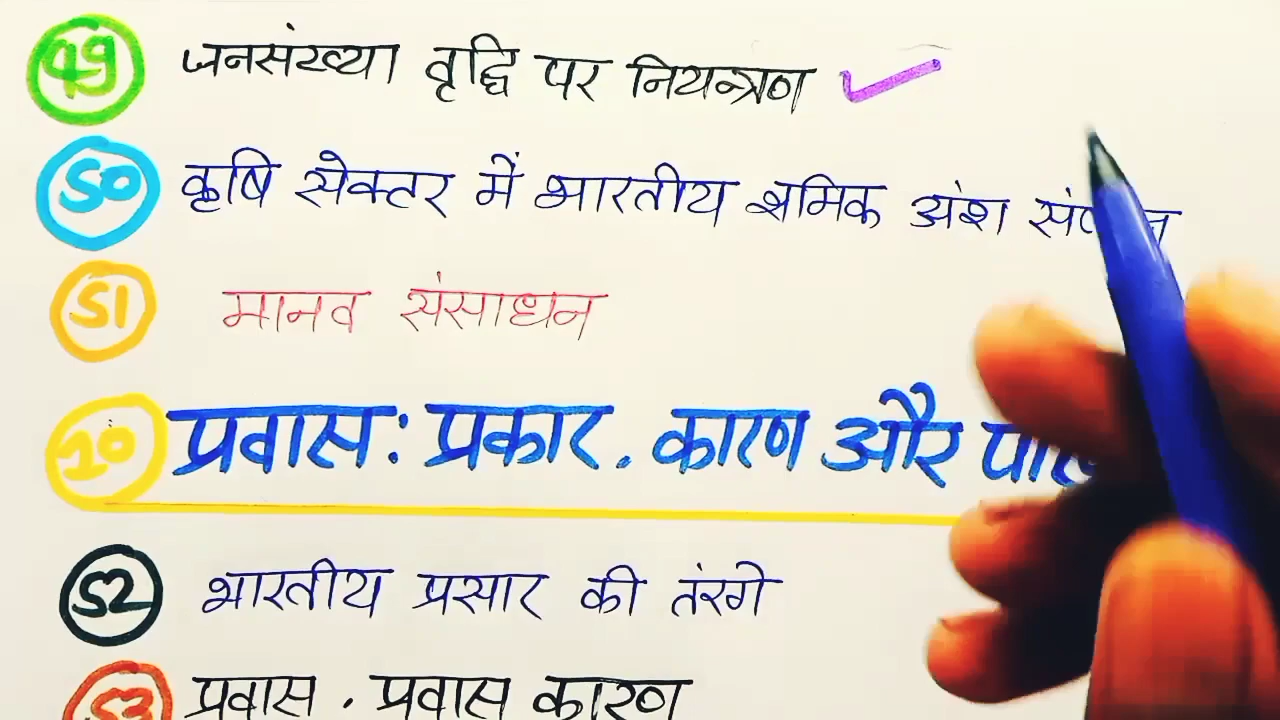 49 जनसंख्या वृद्धि पर नियन्त्रण
50 कृषि सेक्टर में भारतीय श्रमिक अंश
51 मानव संसाधन
10 प्रवास: प्रकार. कारण और
52 भारतीय प्रसार की तंरगे
53 प्रवास . प्रवास कारण